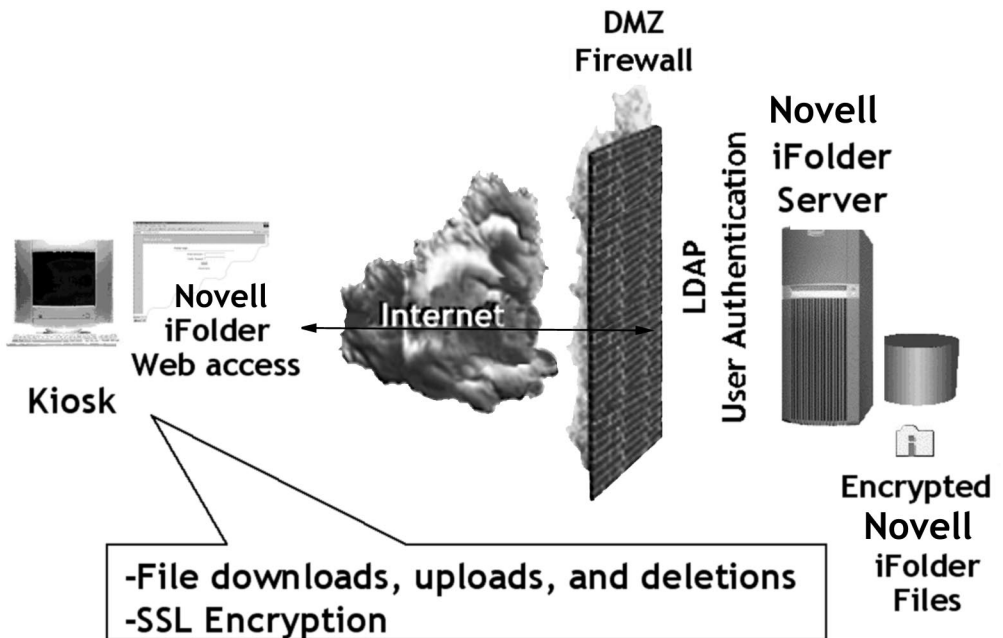 DMZ
Firewall
Novell
iFolder
Server
LDAP
User Authentication
Internet
Novell
iFolder
Web access
Kiosk
Encrypted
Novell
iFolder
Files
-File downloads, uploads, and deletions
-SSL Encryption